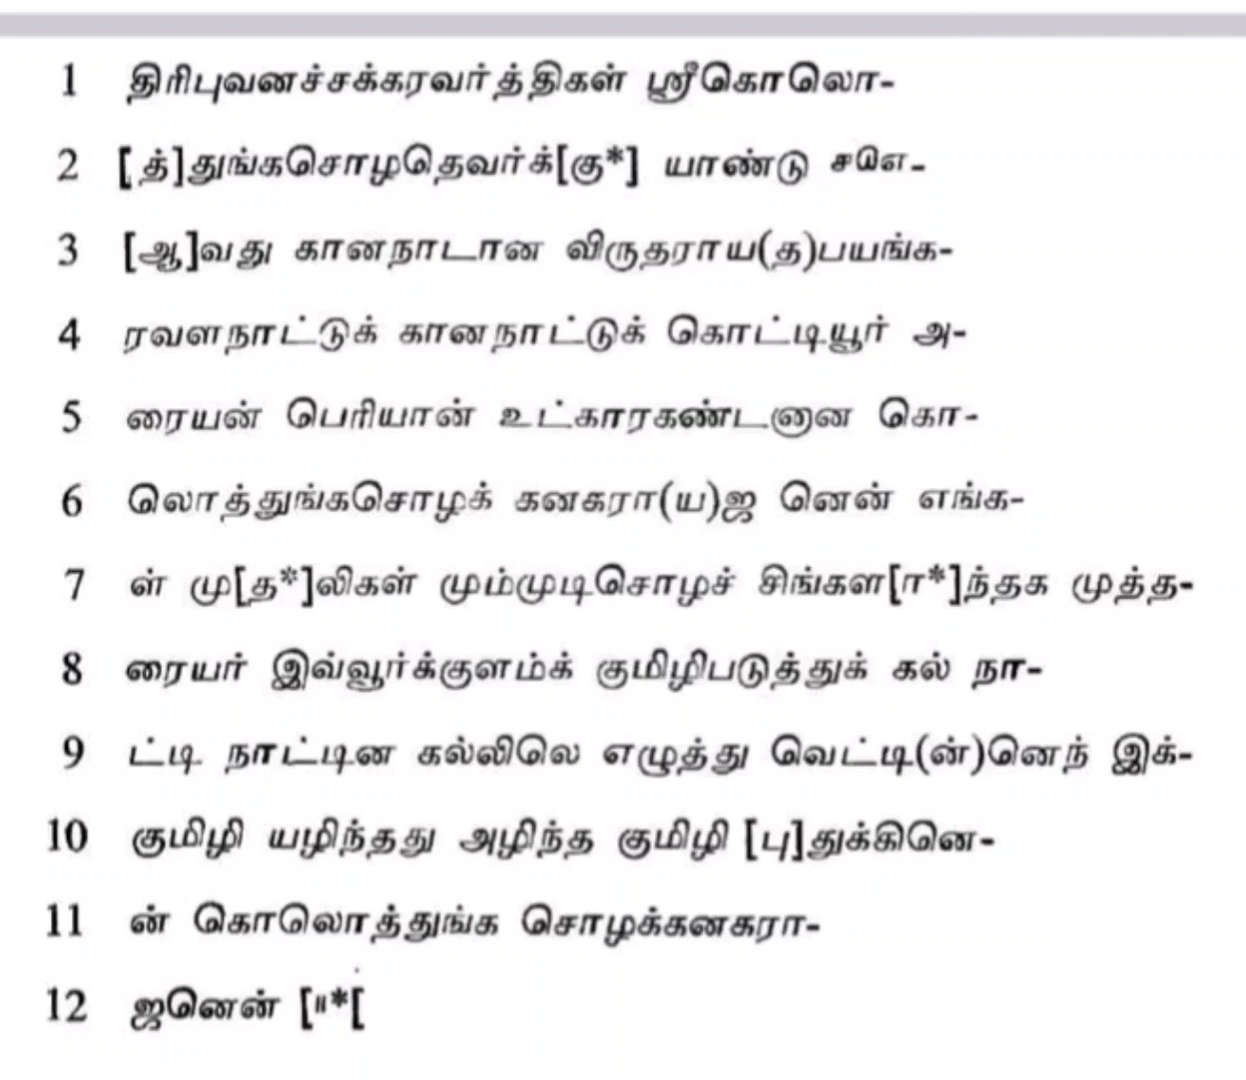 1 திரிபுவனச்சக்கரவர்த்திகள் ஸ்ரீகொலொ-
2 [த்]துங்கசொழதெவர்க்[கு*] யாண்டு ௪௰௭-
3 [ஆ]வது கானநாடான விருதராய(த)பயங்க-
4 ரவளநாட்டுக் கானநாட்டுக் கொட்டியூர் அ-
5 ரையன் பெரியான் உட்காரகண்டனான கொ-
6 லொத்துங்கசொழக் கனகரா(ய)ஜ னென் எங்க-
7 ள் மு[த*]லிகள் மும்முடிசொழச் சிங்கள[ா*]ந்தக முத்த-
8 ரையர் இவ்வூர்க்குளம்க் குமிழிபடுத்துக் கல் நா-
9 ட்டி நாட்டின கல்லிலெ எழுத்து வெட்டி(ன்)னெந் இக்-
10 குமிழி யழிந்தது அழிந்த குமிழி [பு]துக்கினெ-
11 ன் கொலொத்துங்க சொழக்கனகரா-
12 ஜனென் [॥*[